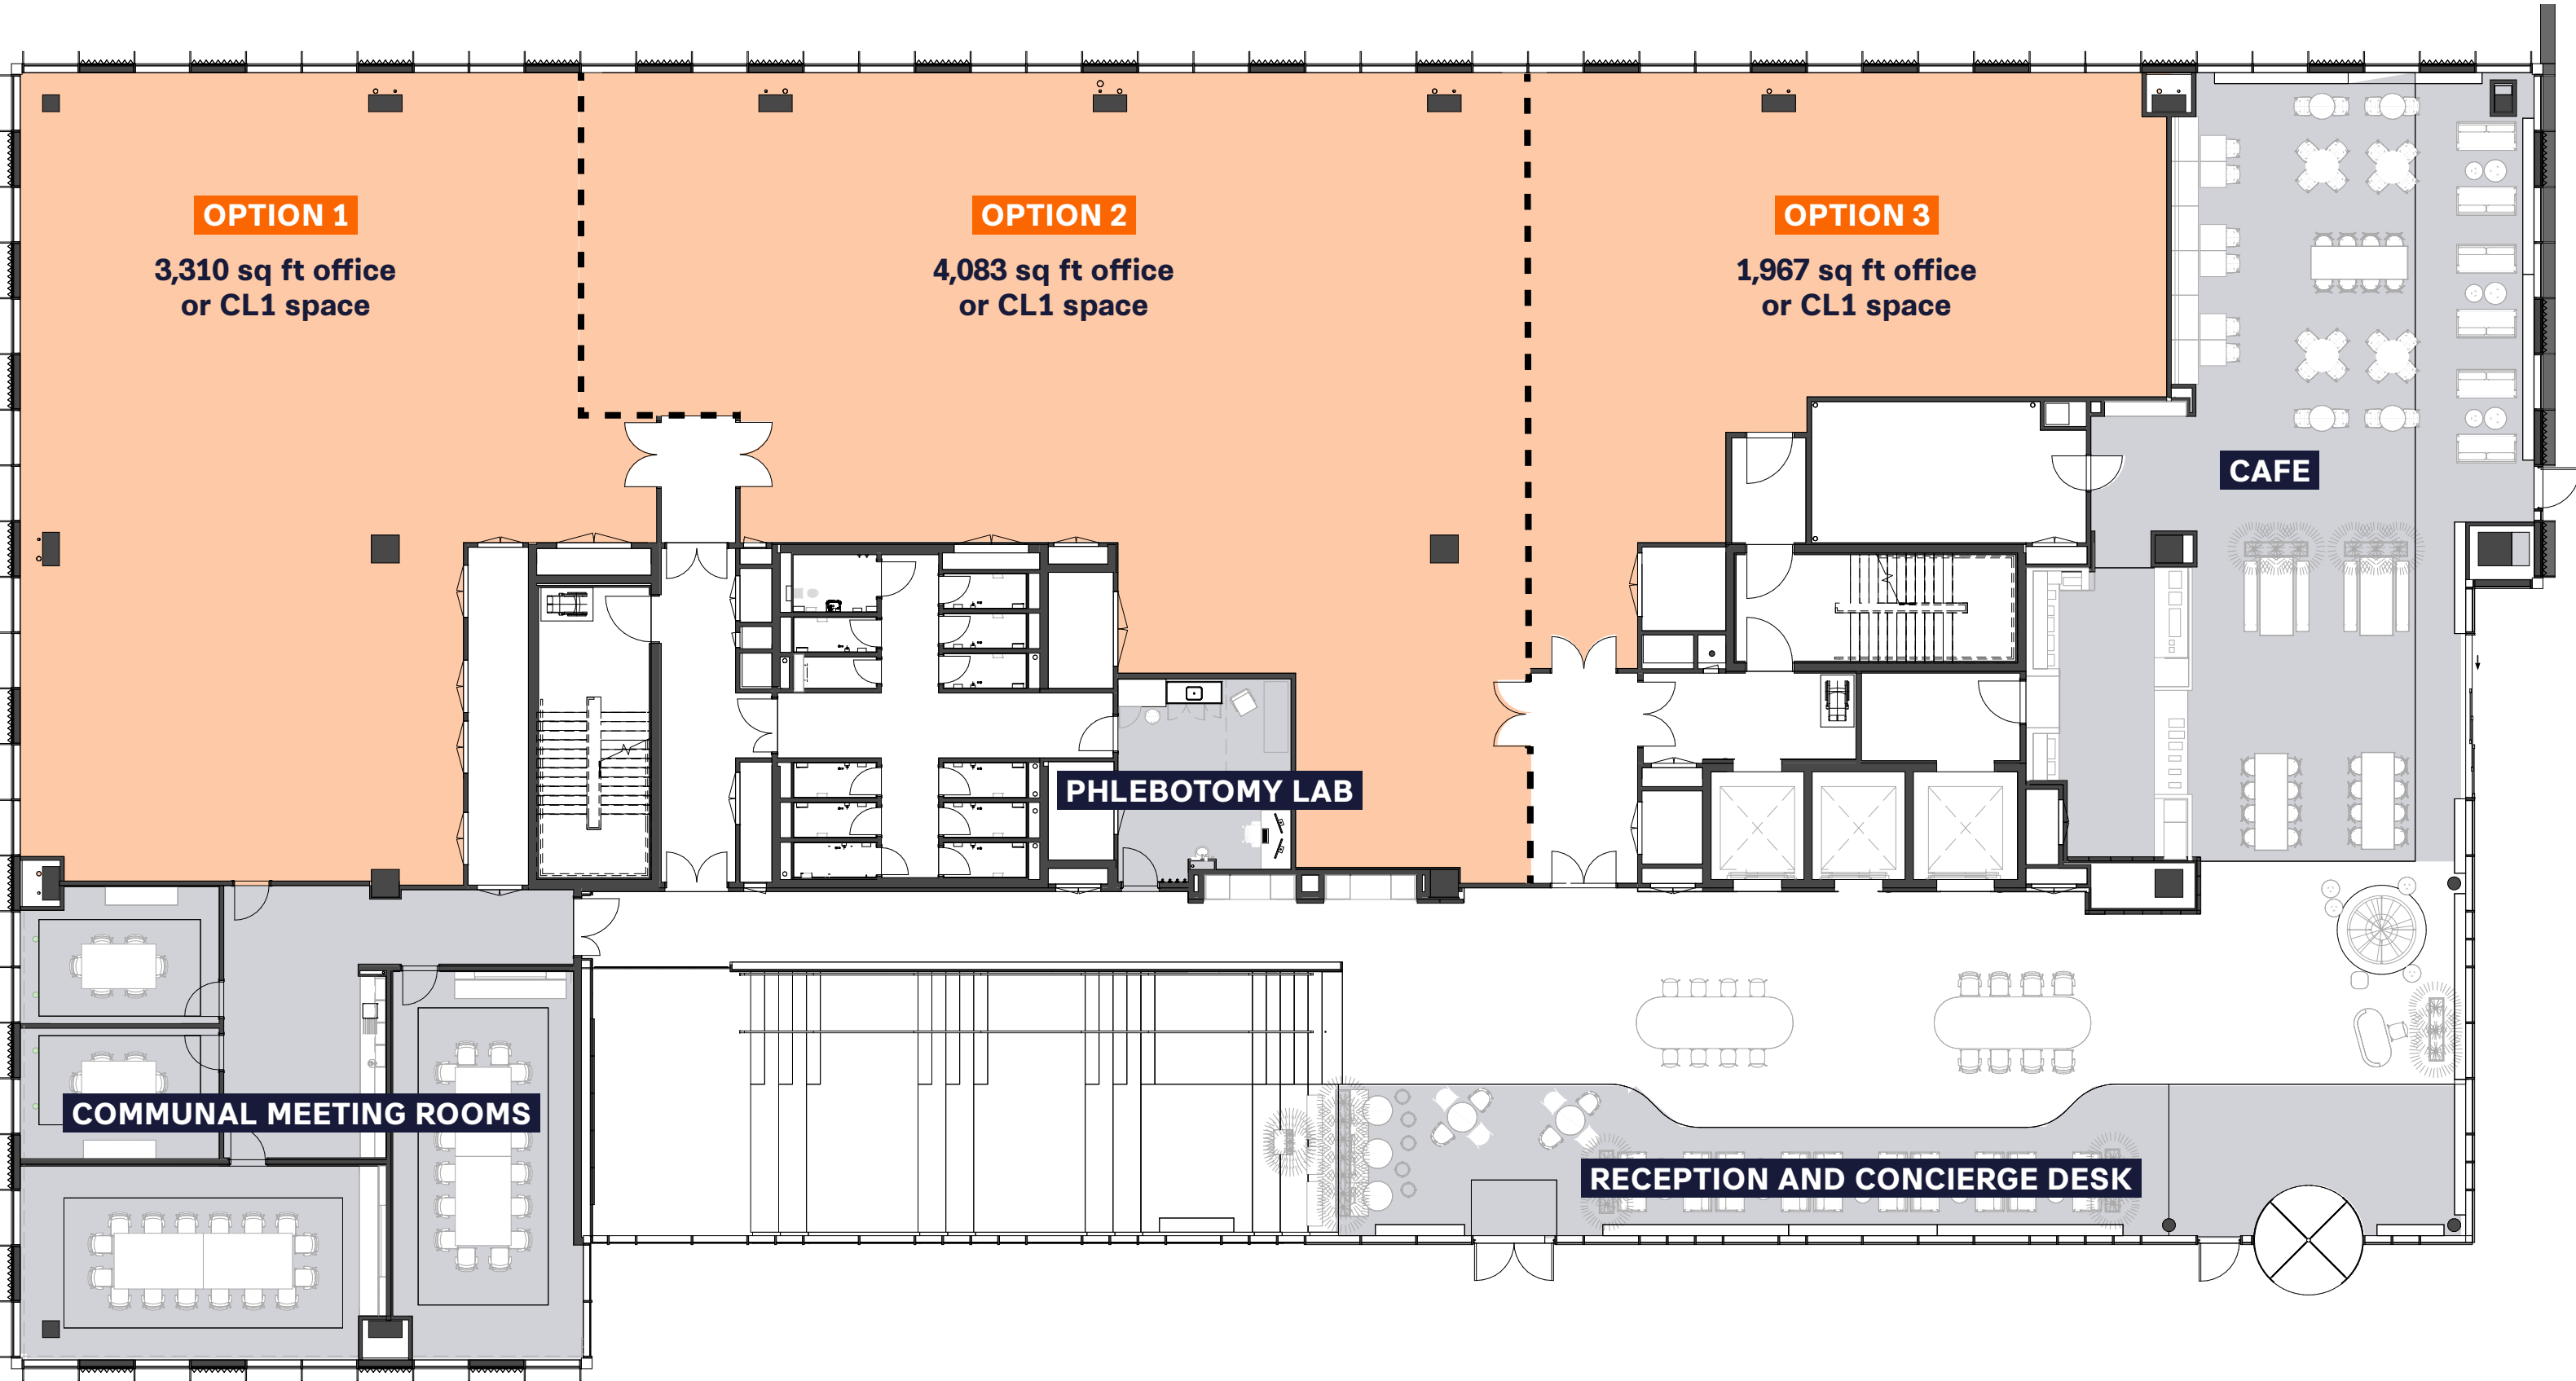 OPTION 1
3,310 sq ft office
or CL1 space
OPTION 2
4,083 sq ft office
or CL1 space
OPTION 3
1,967 sq ft office
or CL1 space
CAFE
PHLEBOTOMY LAB
COMMUNAL MEETING ROOMS
RECEPTION AND CONCIERGE DESK